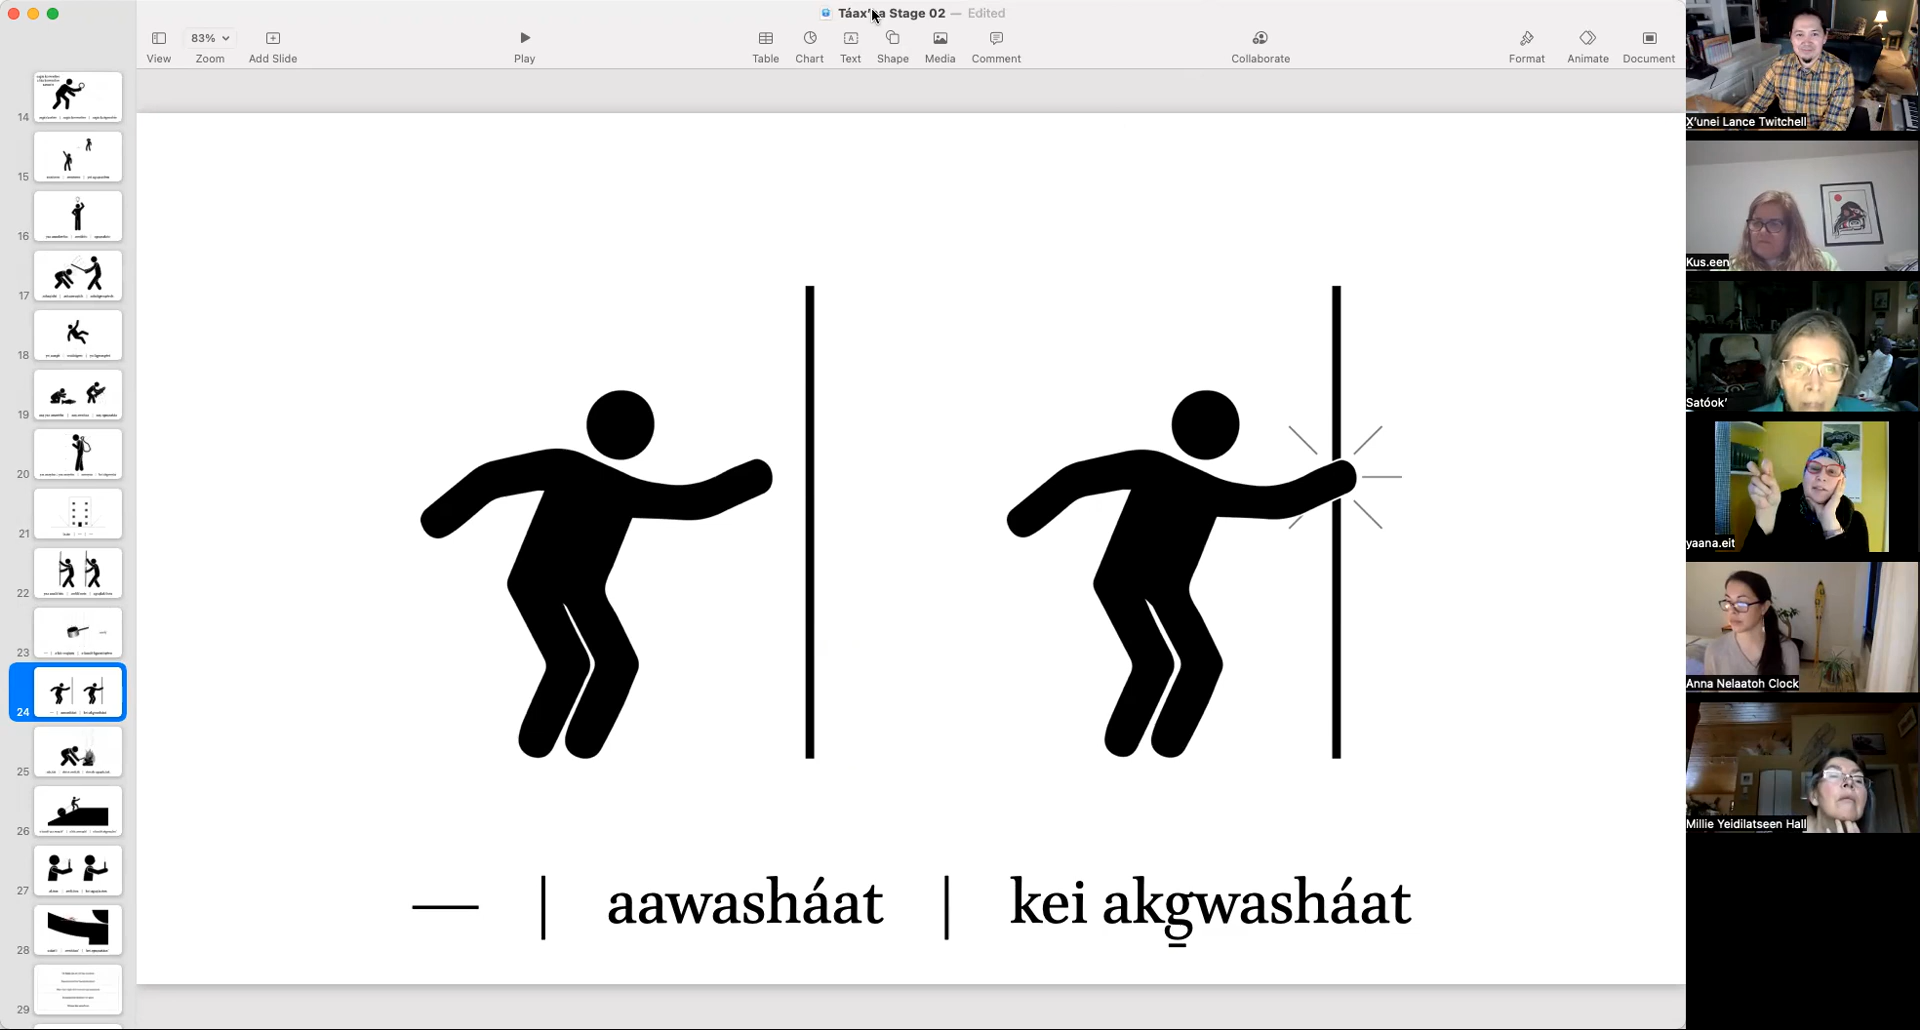 Táax' a Stage 02 — Edited
83%
View
Zoom
Add Slide
Play
Table
Chart
Text
Shape
Media
Comment
Collaborate
Format
Animate
Document
14
15
16
17
18
19
20
21
22
23
24
25
26
27
28
29
— | aawasháat | kei akg̱washáat
X̱'unei Lance Twitchell
Kus.een
Satóok'
yaana.eit
Anna Nelaatoh Clock
Millie Yeidilatseen Hall